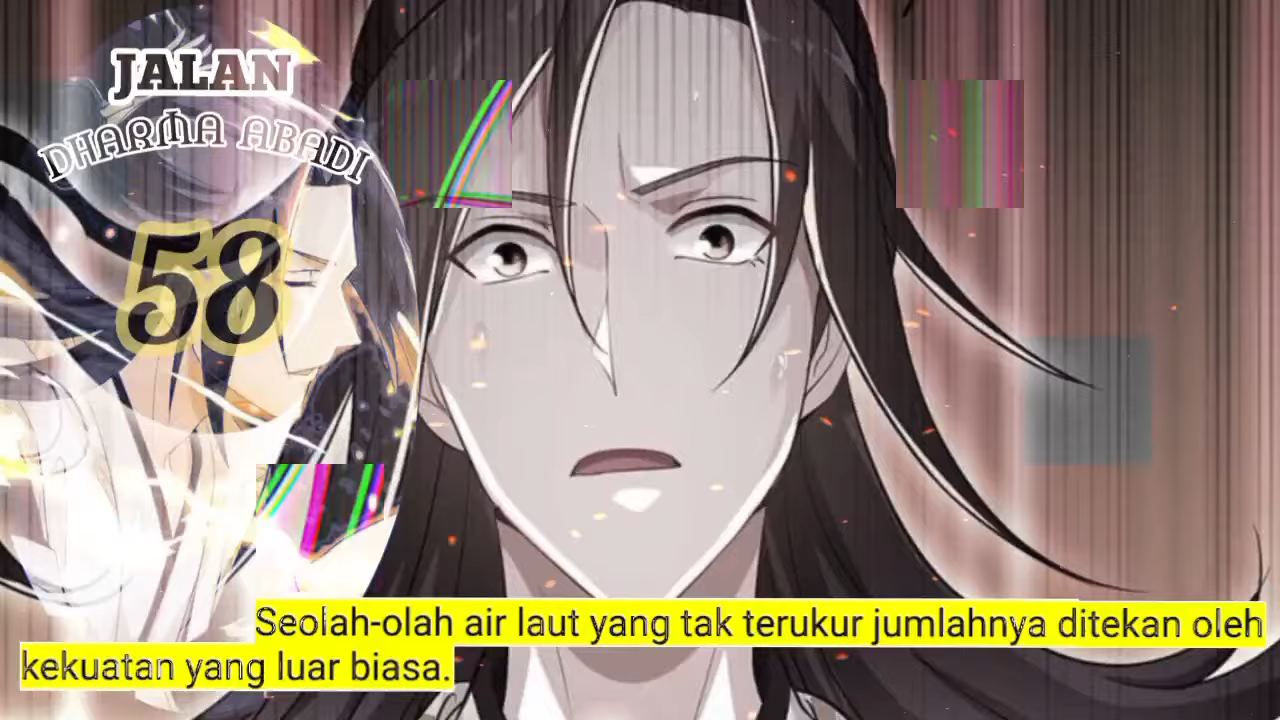 JALAN
DHARMA ABADI
58
Seolah-olah air laut yang tak terukur jumlahnya ditekan oleh
kekuatan yang luar biasa.